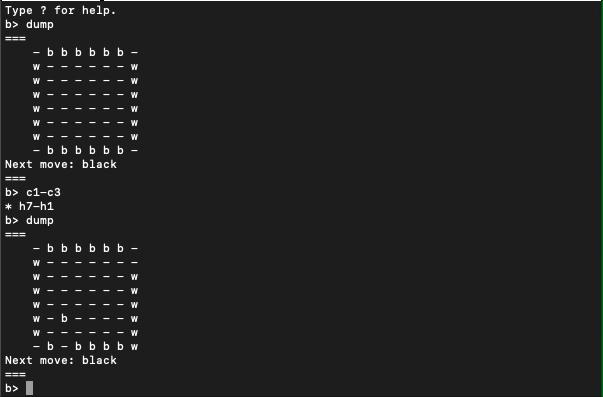 Type ? for help.
b> dump
===
    - b b b b b b -
    w - - - - - - w
    w - - - - - - w
    w - - - - - - w
    w - - - - - - w
    w - - - - - - w
    w - - - - - - w
    - b b b b b b -
Next move: black
===
b> c1-c3
* h7-h1
b> dump
===
    - b b b b b b -
    w - - - - - - -
    w - - - - - - w
    w - - - - - - w
    w - - - - - - w
    w - b - - - - w
    w - - - - - - w
    - b - b b b b w
Next move: black
===
b>